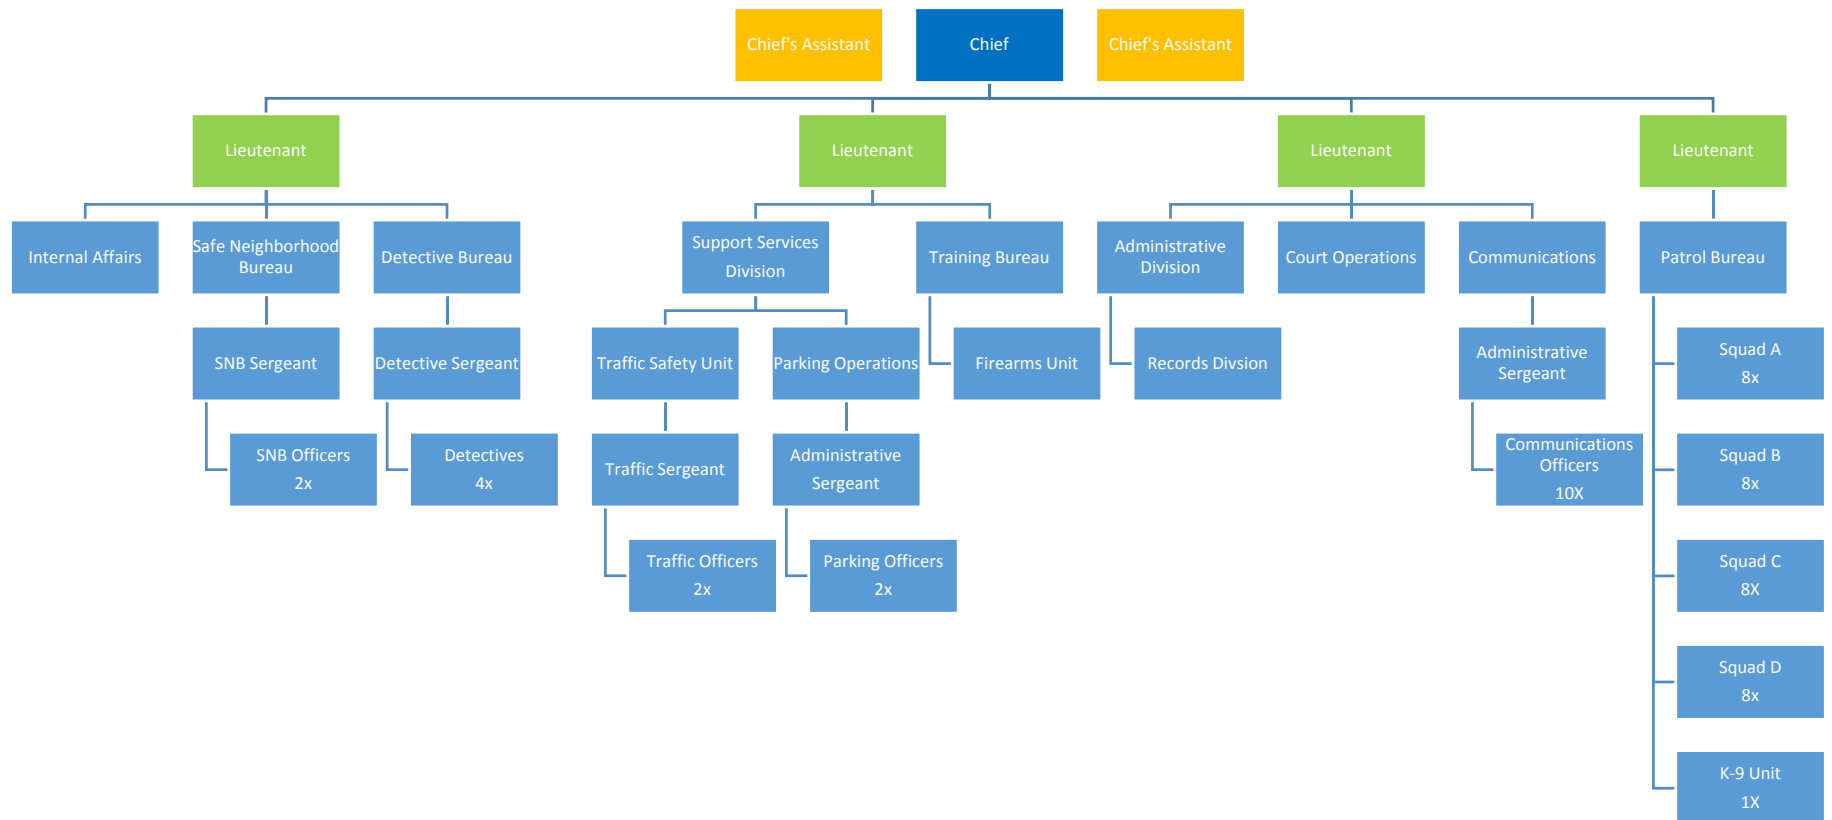 Chief's Assistant
Chief
Chief's Assistant
Lieutenant
Lieutenant
Lieutenant
Lieutenant
Internal Affairs
Safe Neighborhood
Bureau
Detective Bureau
Support Services
Division
Training Bureau
Administrative
Division
Court Operations
Communications
Patrol Bureau
SNB Sergeant
Detective Sergeant
Traffic Safety Unit
Parking Operations
Firearms Unit
Records Divsion
Administrative
Sergeant
Squad A
8x
SNB Officers
2x
Detectives
4x
Traffic Sergeant
Administrative
Sergeant
Communications
Officers
10X
Squad B
8x
Traffic Officers
2x
Parking Officers
2x
Squad C
8X
Squad D
8x
K-9 Unit
1X